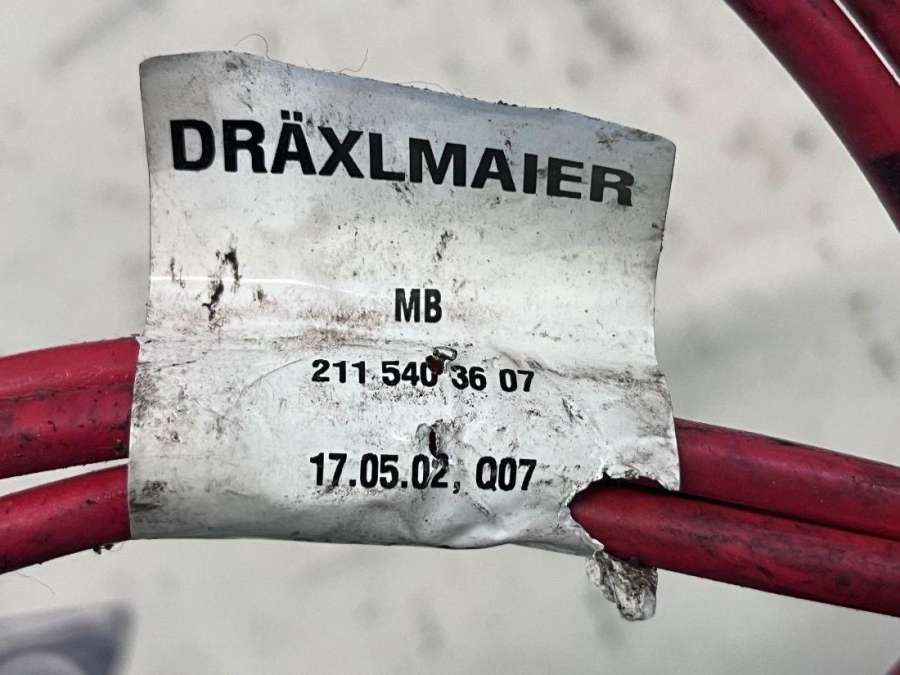 DRÄXLMAIER
MB
211 540 36 07
17.05.02, Q07